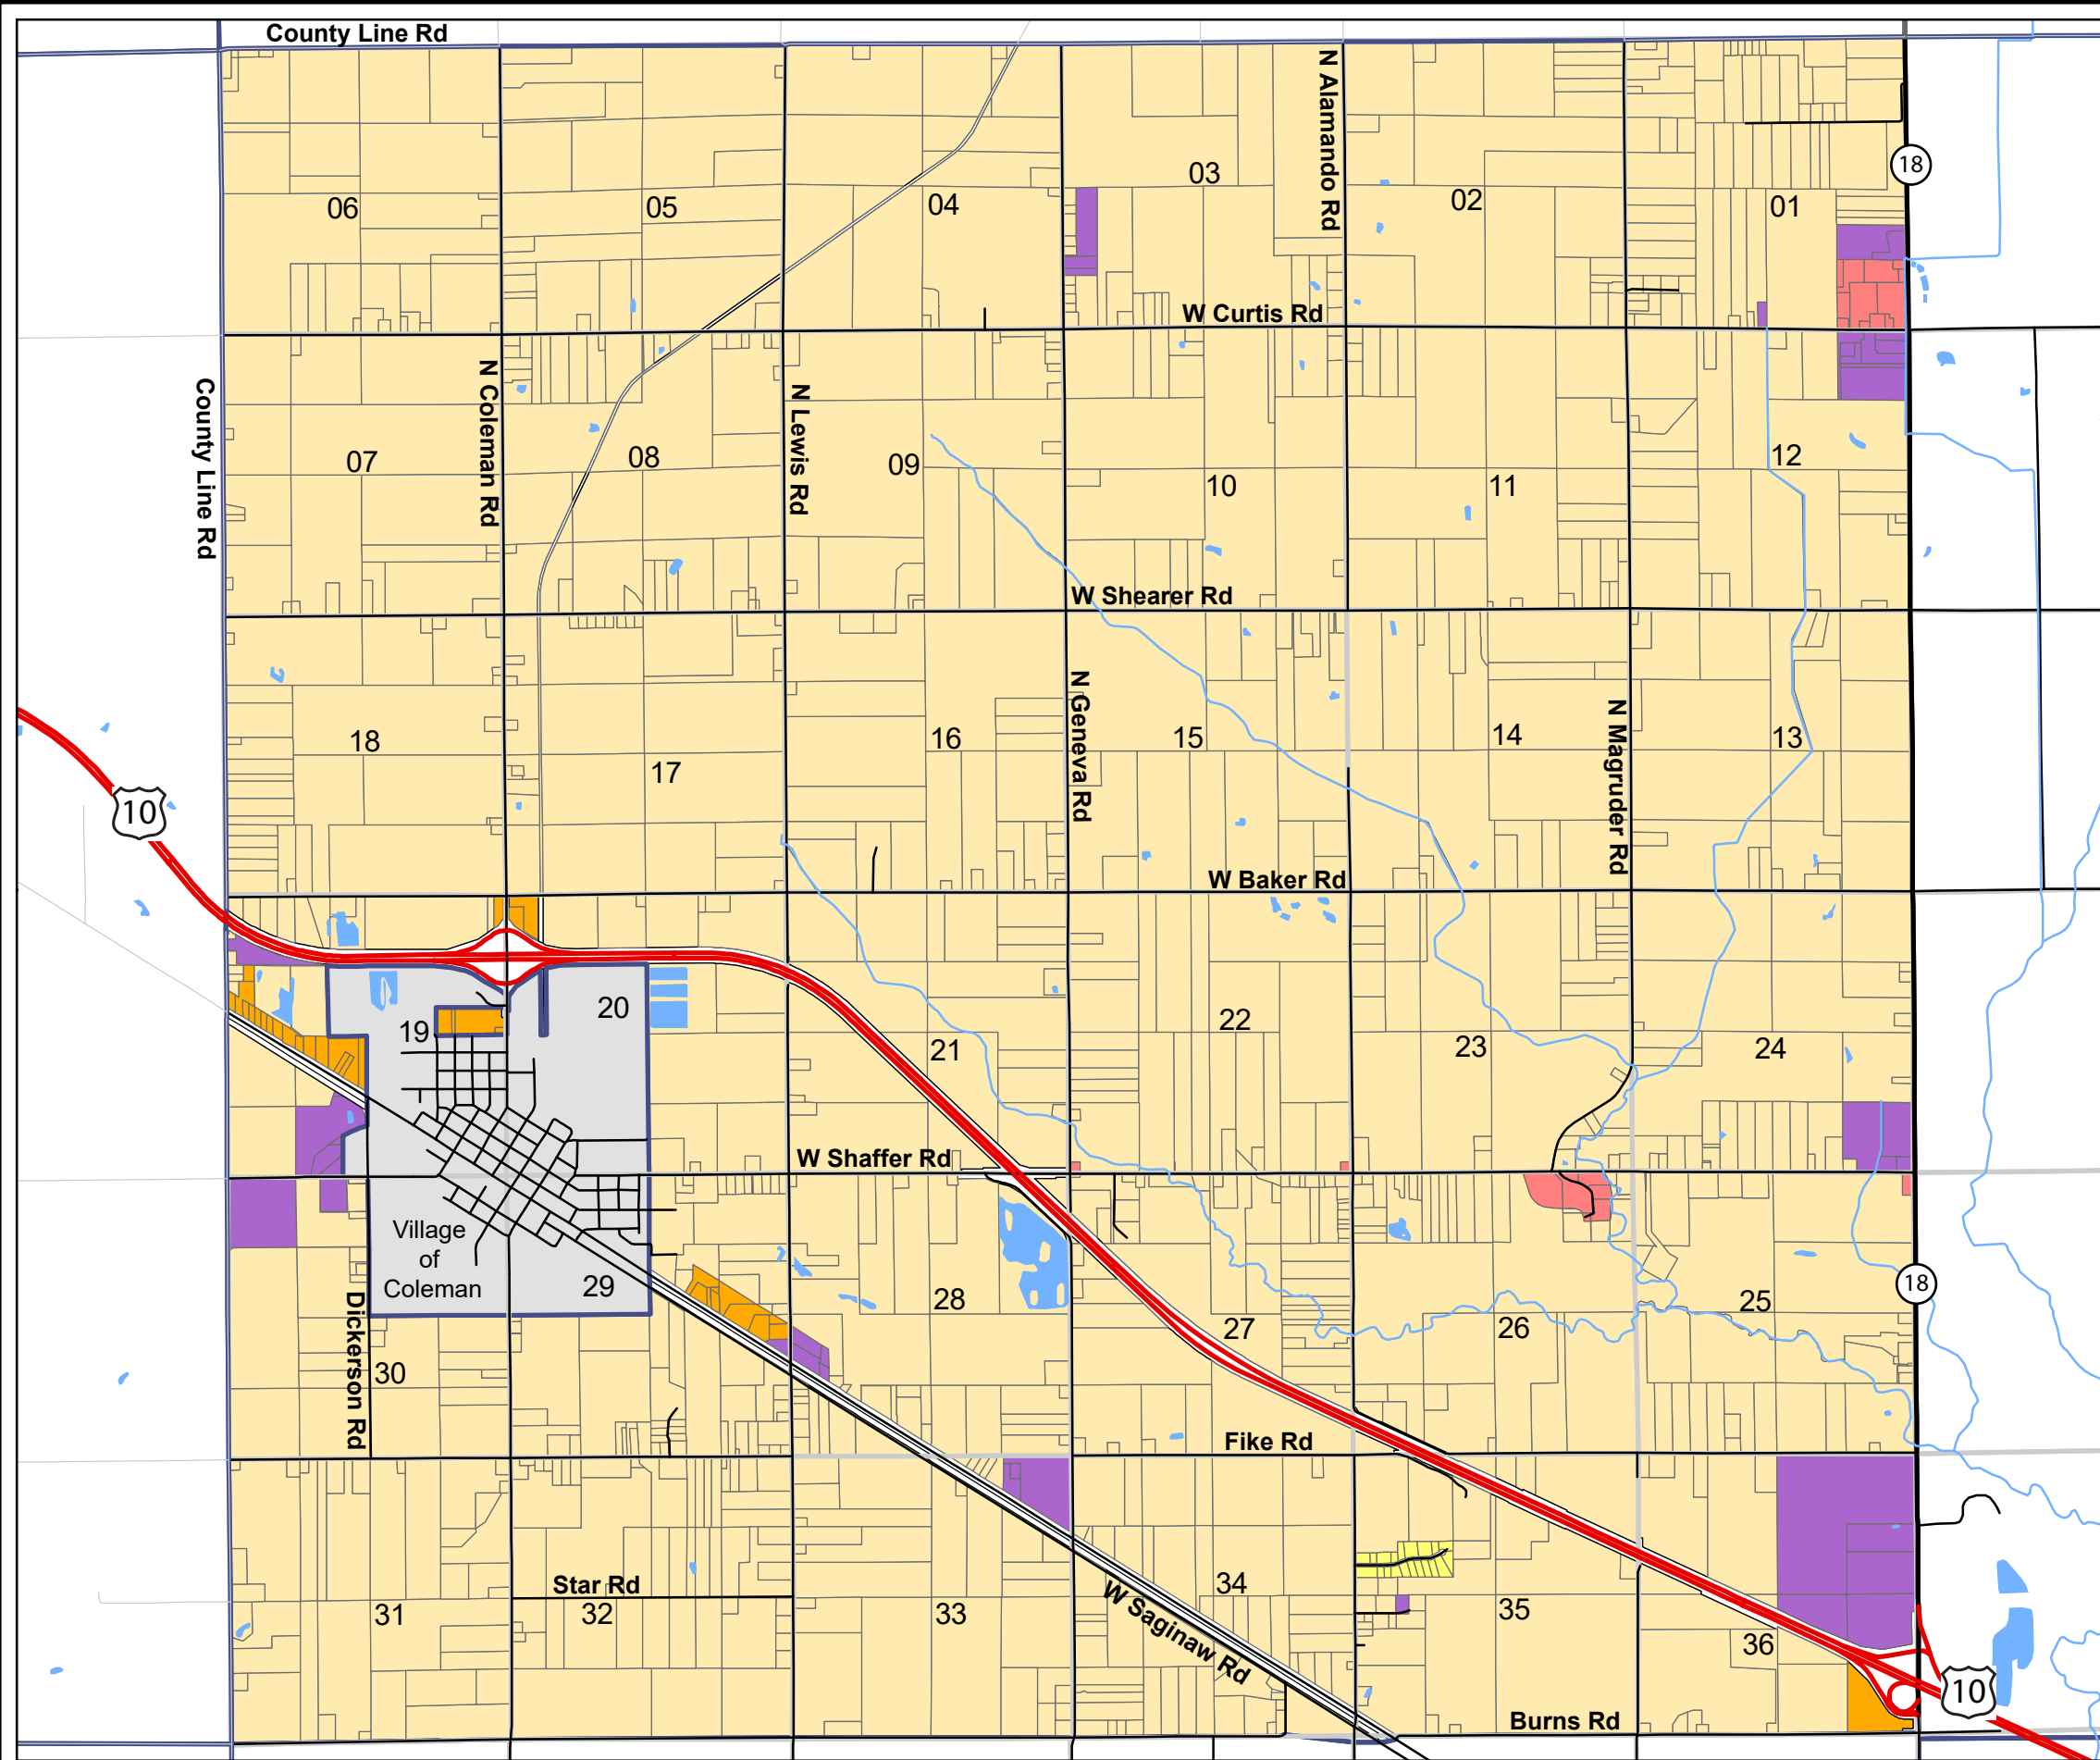 County Line Rd
N Alamando Rd
18
03
06
05
04
02
01
W Curtis Rd
County Line Rd
N Coleman Rd
N Lewis Rd
07
08
09
10
11
12
W Shearer Rd
N Geneva Rd
N Magruder Rd
18
17
16
15
14
13
10
W Baker Rd
19
20
21
22
23
24
W Shaffer Rd
Village
of
Coleman
29
28
27
26
25
18
Dickerson Rd
30
Fike Rd
Star Rd
31
32
33
34
35
36
W Saginaw Rd
10
Burns Rd